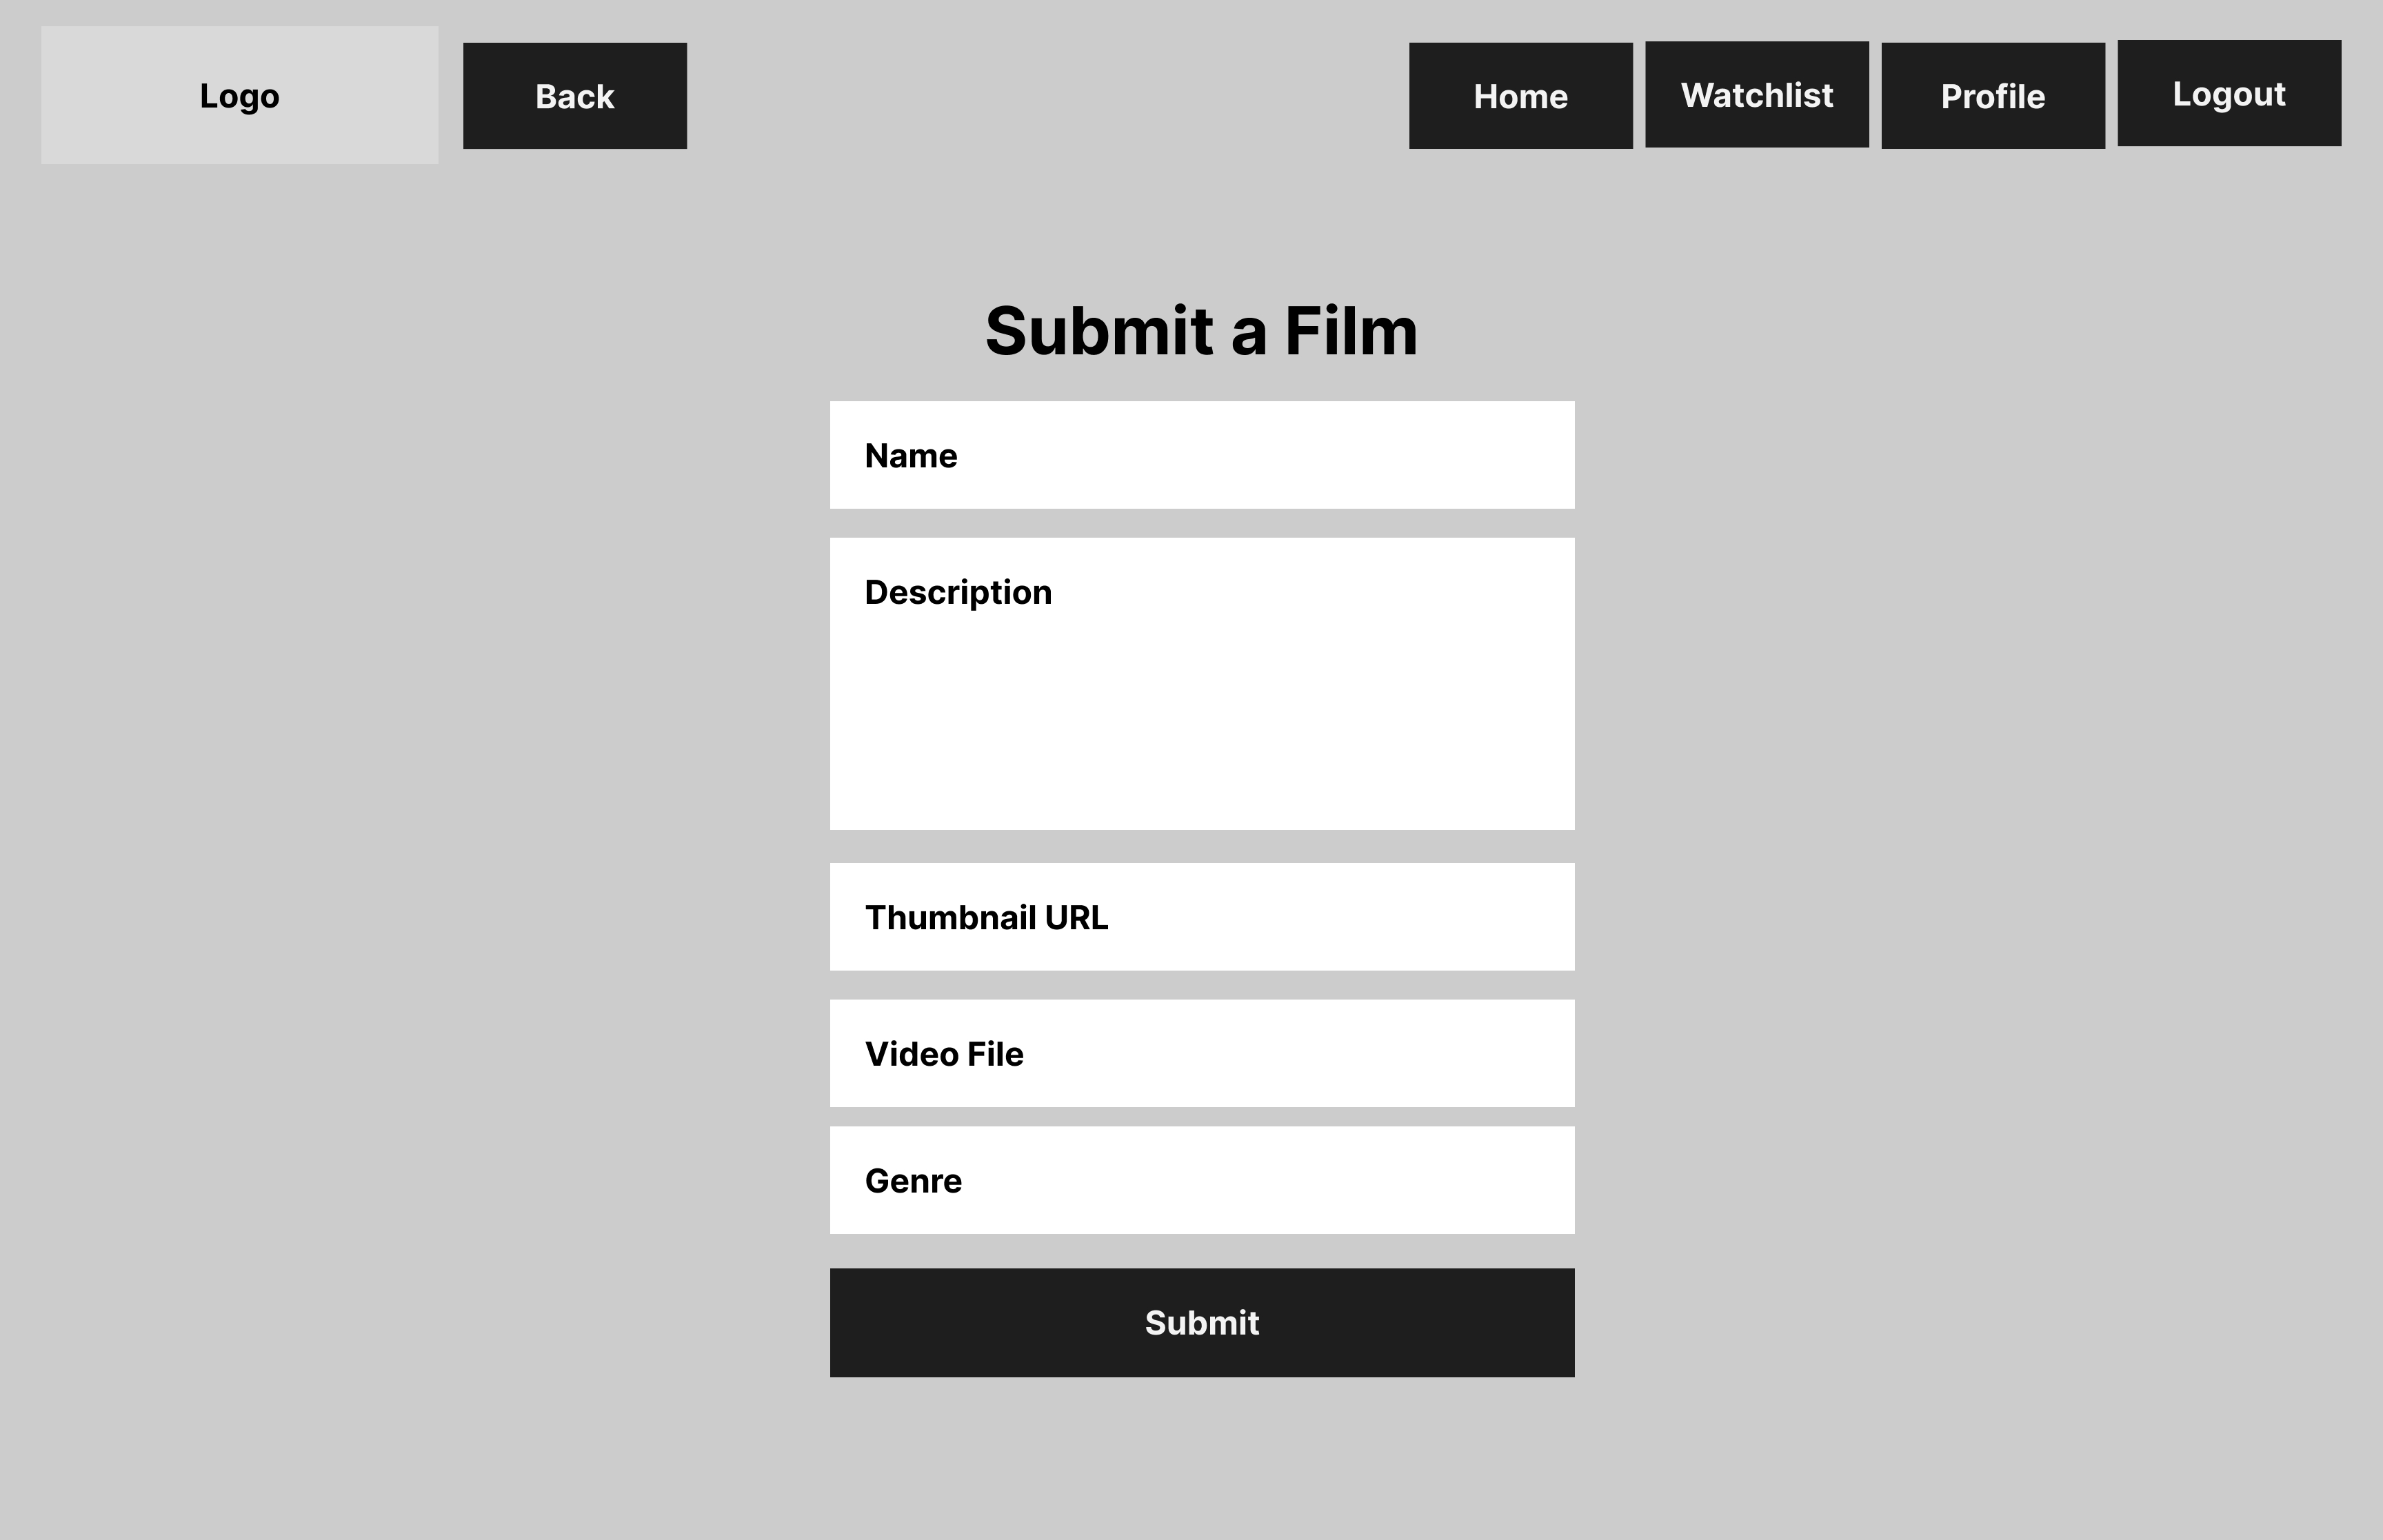 Logo
Back
Home
Watchlist
Profile
Logout
Submit a Film
Name
Description
Thumbnail URL
Video File
Genre
Submit